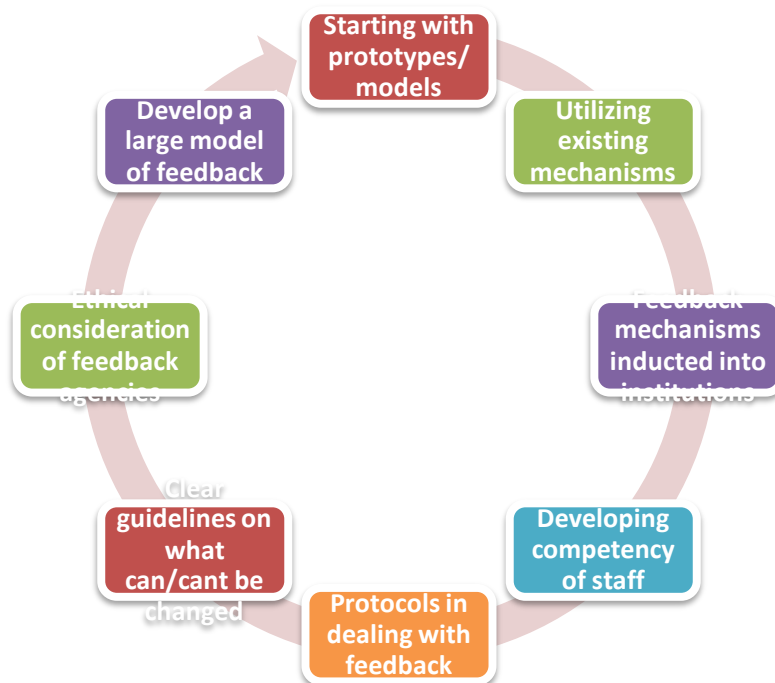 Starting with
prototypes/
models
Utilizing
existing
mechanisms
Feedback
mechanisms
inducted into
institutions
Developing
competency
of staff
Protocols in
dealing with
feedback
Clear
guidelines on
what
can/cant be
changed
Ethical
consideration
of feedback
agencies
Develop a
large model
of feedback